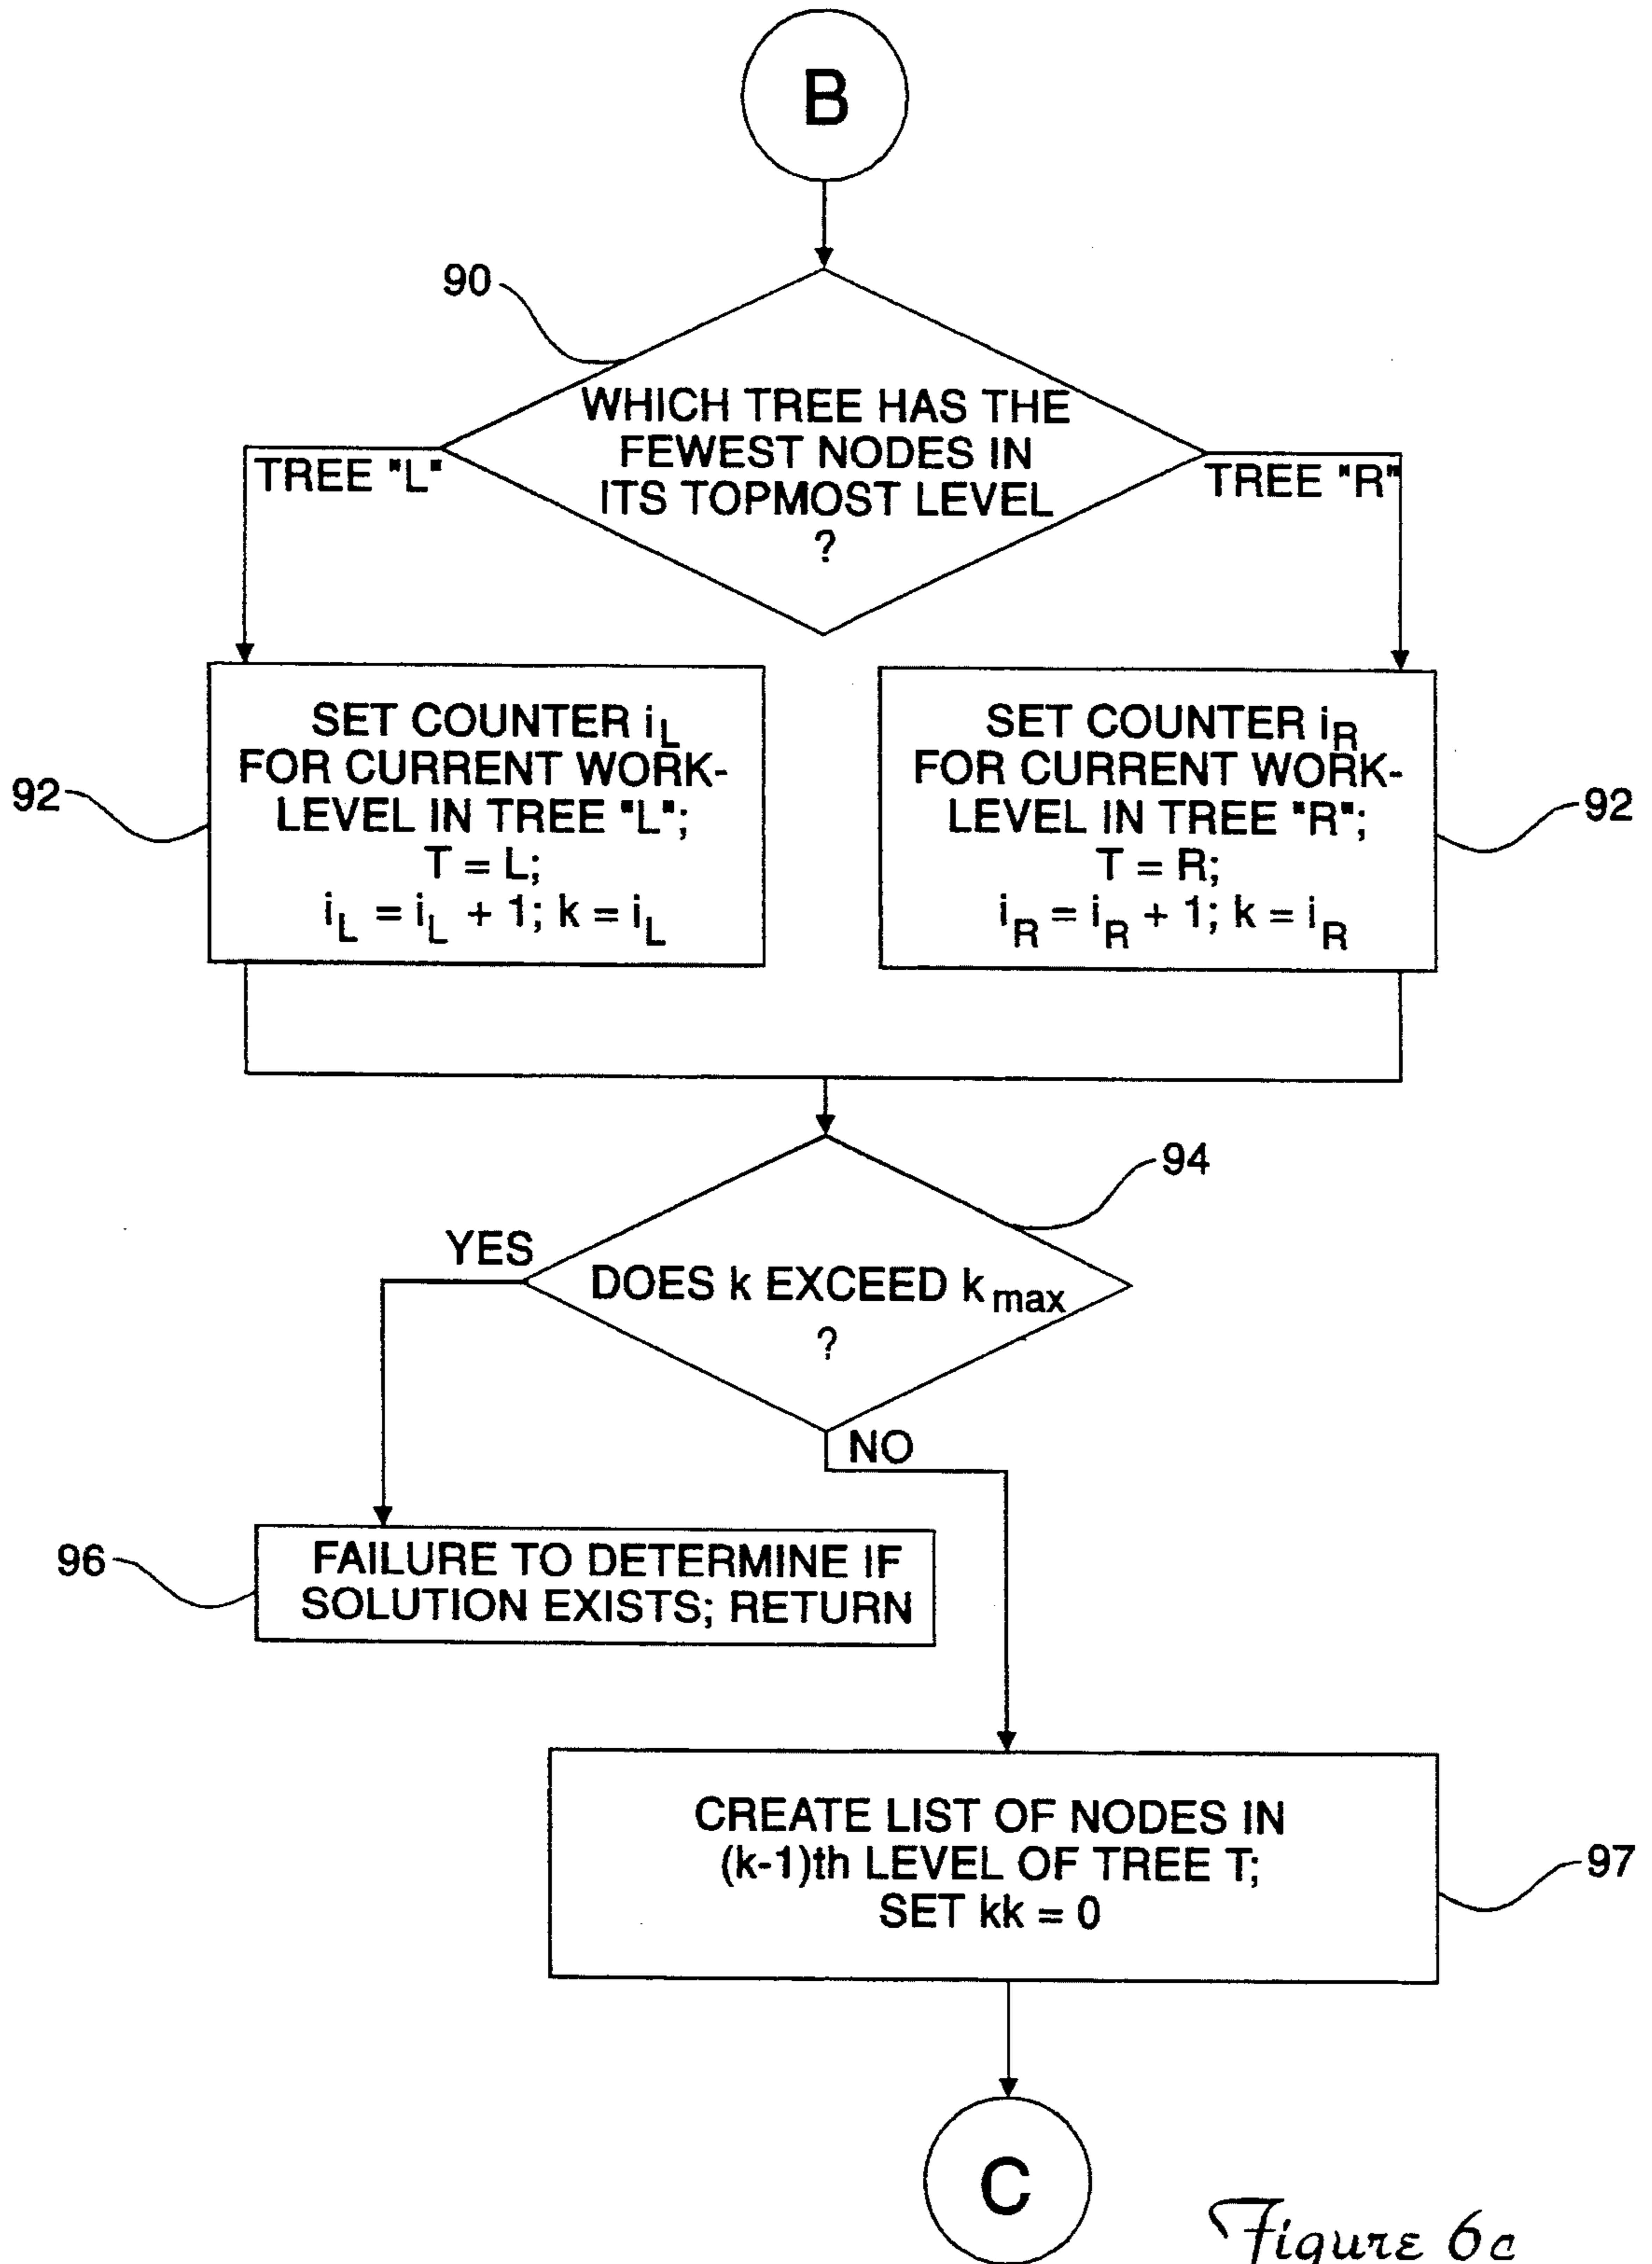 B
90
WHICH TREE HAS THE
FEWEST NODES IN
ITS TOPMOST LEVEL
?
TREE "L"
TREE "R"
SET COUNTER iL
FOR CURRENT WORK-
LEVEL IN TREE "L";
T = L;
iL = iL + 1; k = iL
92
SET COUNTER iR
FOR CURRENT WORK-
LEVEL IN TREE "R";
T = R;
iR = iR + 1; k = iR
92
94
YES
DOES k EXCEED kmax
?
NO
96
FAILURE TO DETERMINE IF
SOLUTION EXISTS; RETURN
CREATE LIST OF NODES IN
(k-1)th LEVEL OF TREE T;
SET kk = 0
97
C
Figure 6c